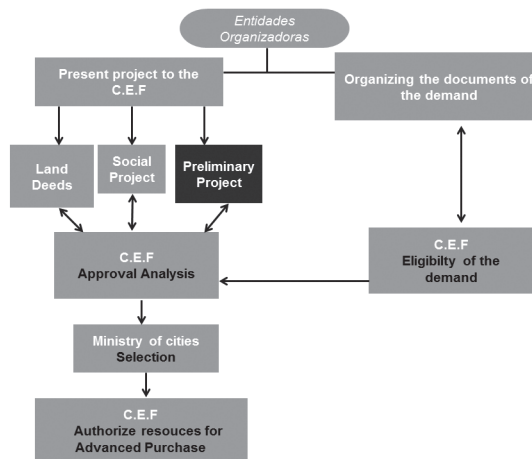 Entidades
Organizadoras
Present project to the
C.E.F
Organizing the documents of
the demand
Land
Deeds
Social
Project
Preliminary
Project
C.E.F
Approval Analysis
C.E.F
Eligibilty of the
demand
Ministry of cities
Selection
C.E.F
Authorize resouces for
Advanced Purchase